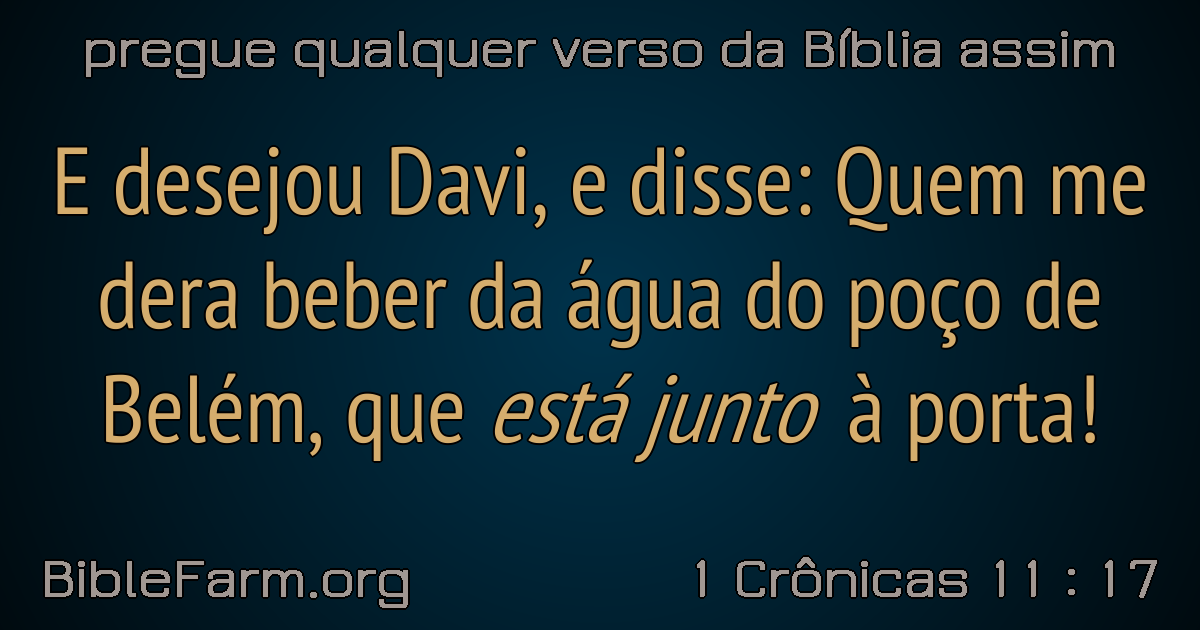 pregue qualquer verso da Bíblia assim
E desejou Davi, e disse: Quem me
dera beber da água do poço de
Belém, que está junto à porta!
BibleFarm.org
1 Crônicas 11 : 17